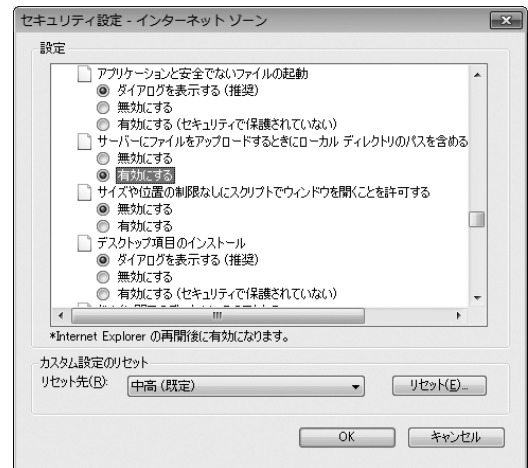 セキュリティ設定 - インターネット ゾーン
設定
アプリケーションと安全でないファイルの起動
ダイアログを表示する (推奨)
無効にする
有効にする (セキュリティで保護されていない)
サーバーにファイルをアップロードするときにローカル ディレクトリのパスを含める
無効にする
有効にする
サイズや位置の制限なしにスクリプトでウィンドウを開くことを許可する
無効にする
有効にする
デスクトップ項目のインストール
ダイアログを表示する (推奨)
無効にする
有効にする (セキュリティで保護されていない)
*Internet Explorer の再開後に有効になります。
カスタム設定のリセット
リセット先(R):
中高 (既定)
リセット(E)...
OK
キャンセル